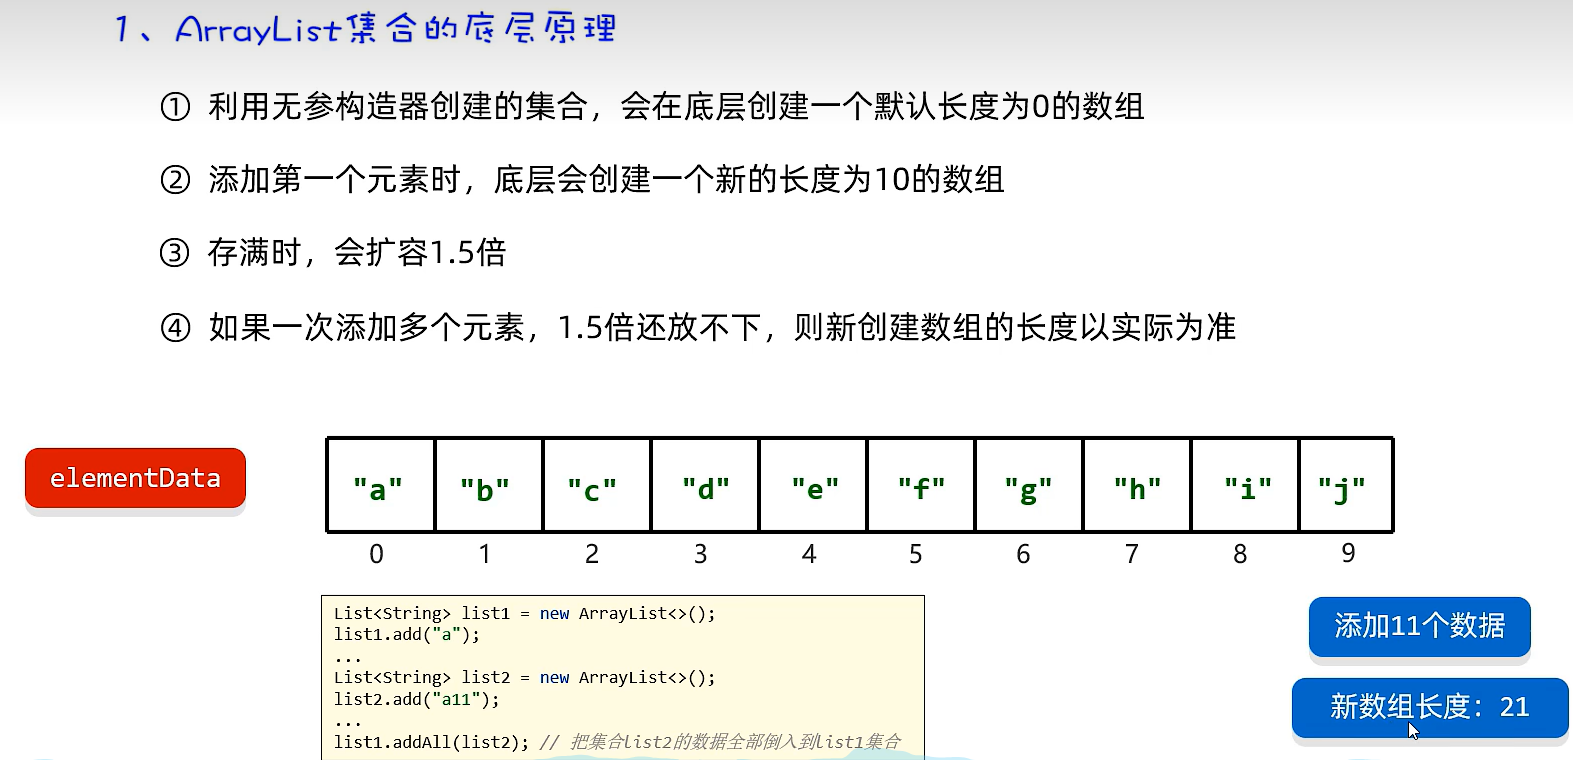 1、ArrayList集合的底层原理
① 利用无参构造器创建的集合，会在底层创建一个默认长度为0的数组
② 添加第一个元素时，底层会创建一个新的长度为10的数组
③ 存满时，会扩容1.5倍
④ 如果一次添加多个元素，1.5倍还放不下，则新创建数组的长度以实际为准
elementData
"a" "b" "c" "d" "e" "f" "g" "h" "i" "j"
0 1 2 3 4 5 6 7 8 9
List<String> list1 = new ArrayList<>();
list1.add("a");
...
List<String> list2 = new ArrayList<>();
list2.add("a11");
...
list1.addAll(list2); // 把集合list2的数据全部倒入到list1集合
添加11个数据
新数组长度：21